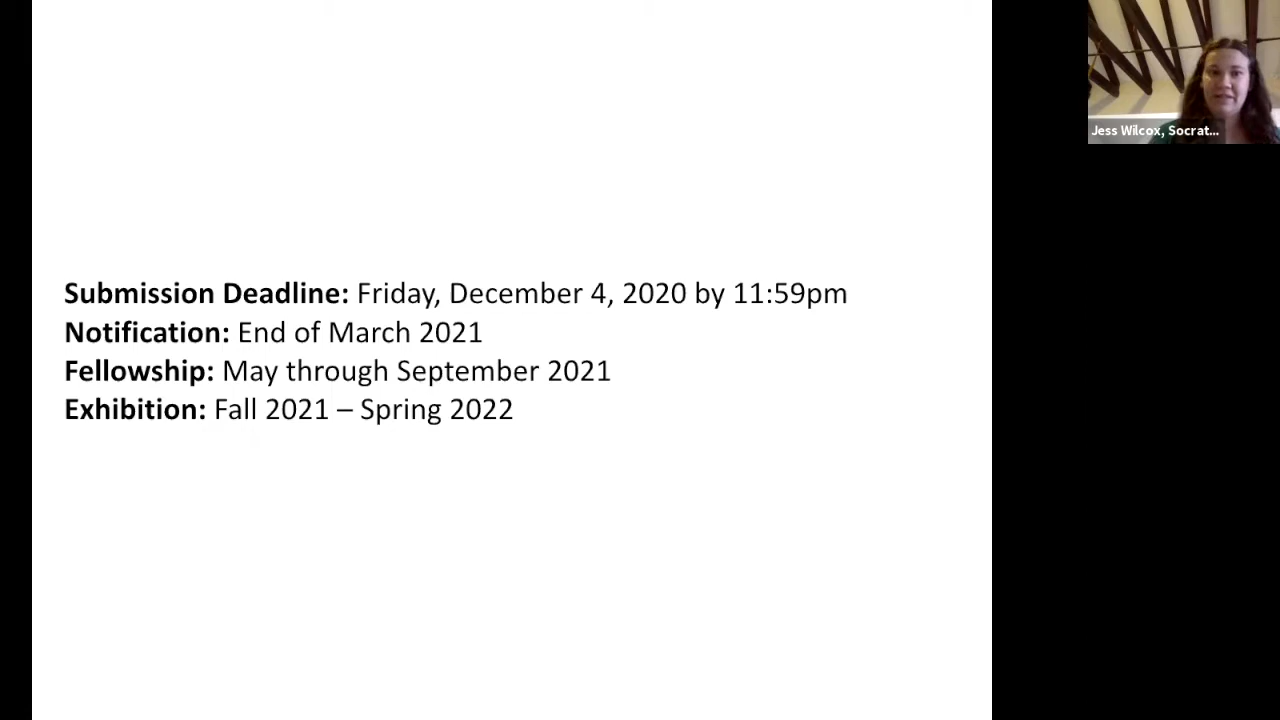 Submission Deadline: Friday, December 4, 2020 by 11:59pm
Notification: End of March 2021
Fellowship: May through September 2021
Exhibition: Fall 2021 – Spring 2022
Jess Wilcox, Socrat...